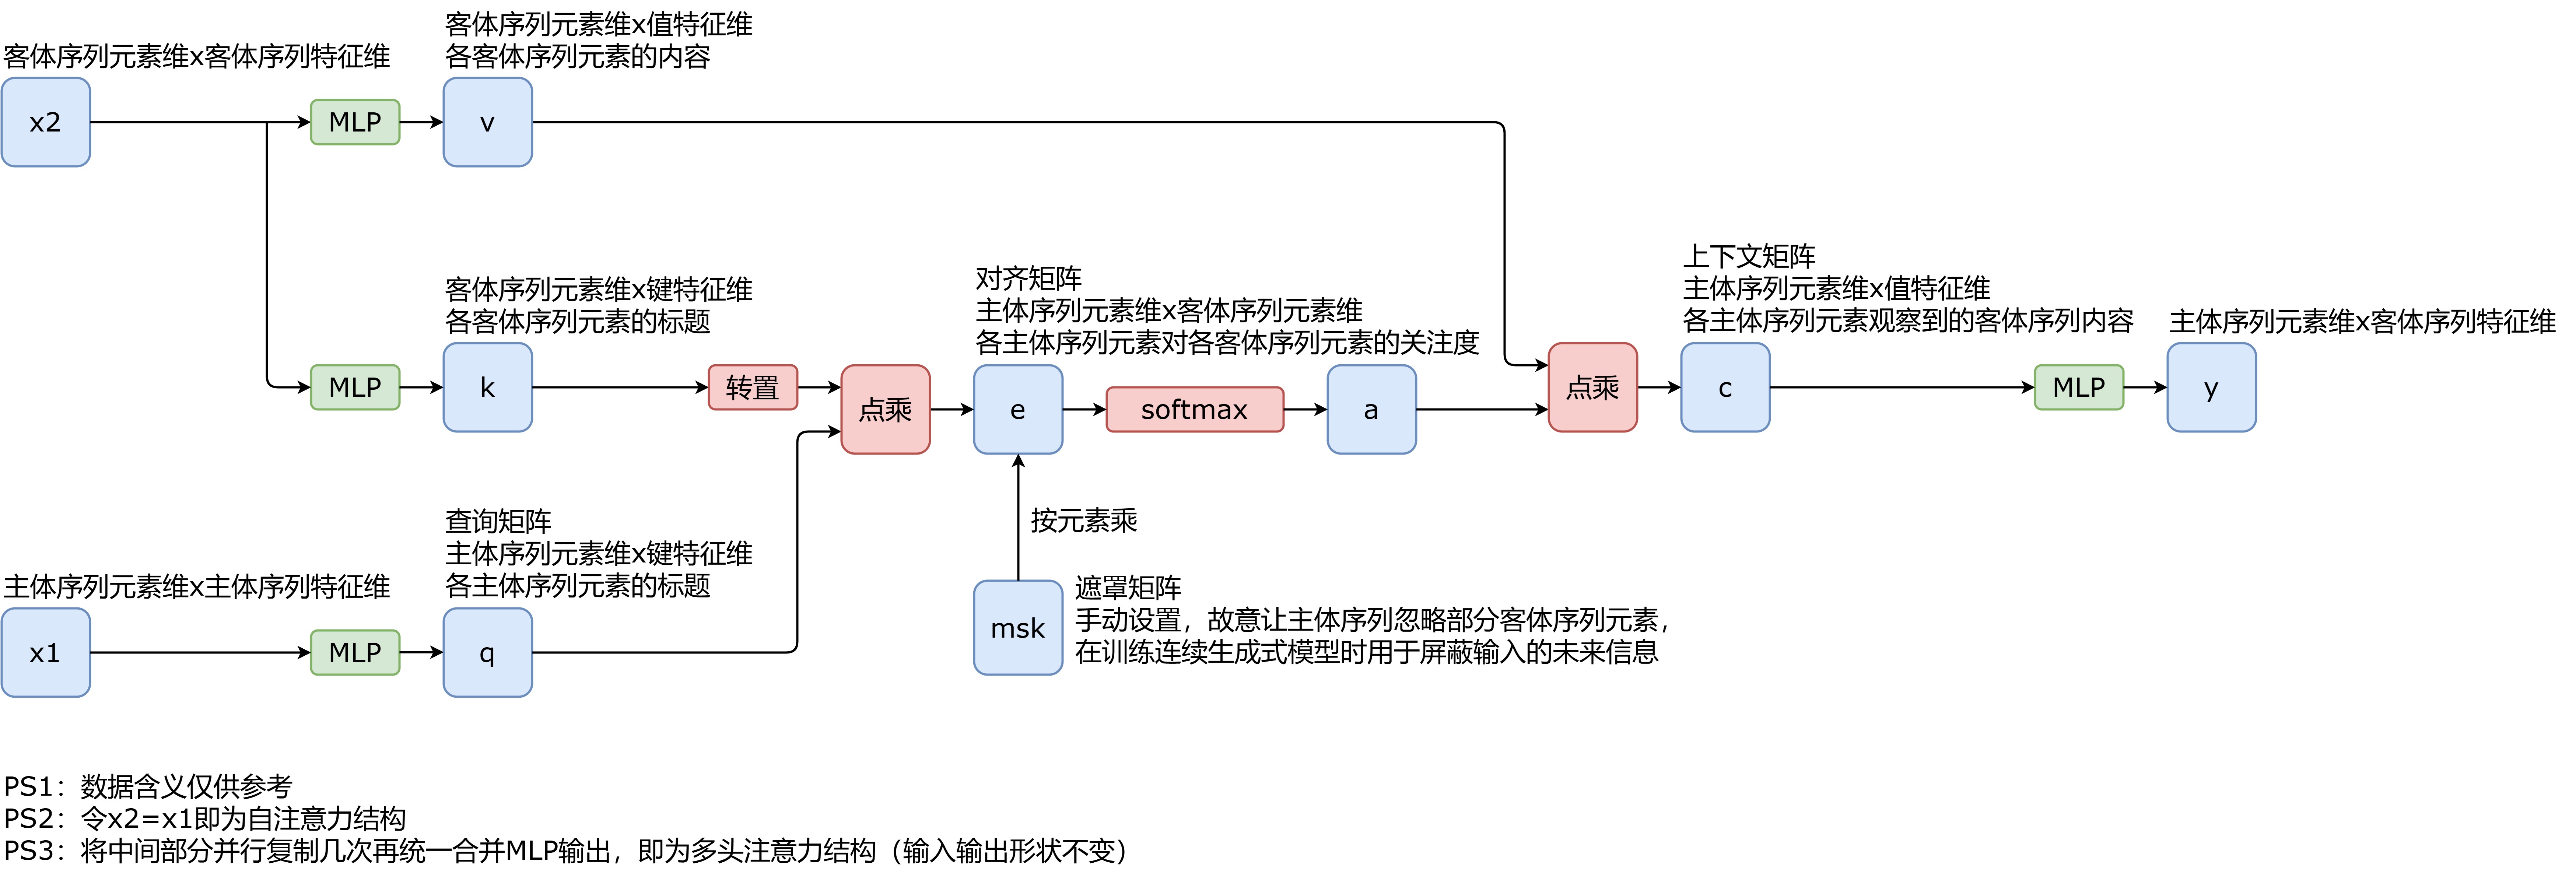 客体序列元素维x客体序列特征维
x2
MLP
客体序列元素维x值特征维
各客体序列元素的内容
v
MLP
客体序列元素维x键特征维
各客体序列元素的标题
k
转置
点乘
主体序列元素维x主体序列特征维
x1
MLP
查询矩阵
主体序列元素维x键特征维
各主体序列元素的标题
q
对齐矩阵
主体序列元素维x客体序列元素维
各主体序列元素对各客体序列元素的关注度
e
softmax
a
按元素乘
msk
遮罩矩阵
手动设置，故意让主体序列忽略部分客体序列元素，
在训练连续生成式模型时用于屏蔽输入的未来信息
点乘
上下文矩阵
主体序列元素维x值特征维
各主体序列元素观察到的客体序列内容
c
MLP
主体序列元素维x客体序列特征维
y
PS1：数据含义仅供参考
PS2：令x2=x1即为自注意力结构
PS3：将中间部分并行复制几次再统一合并MLP输出，即为多头注意力结构（输入输出形状不变）